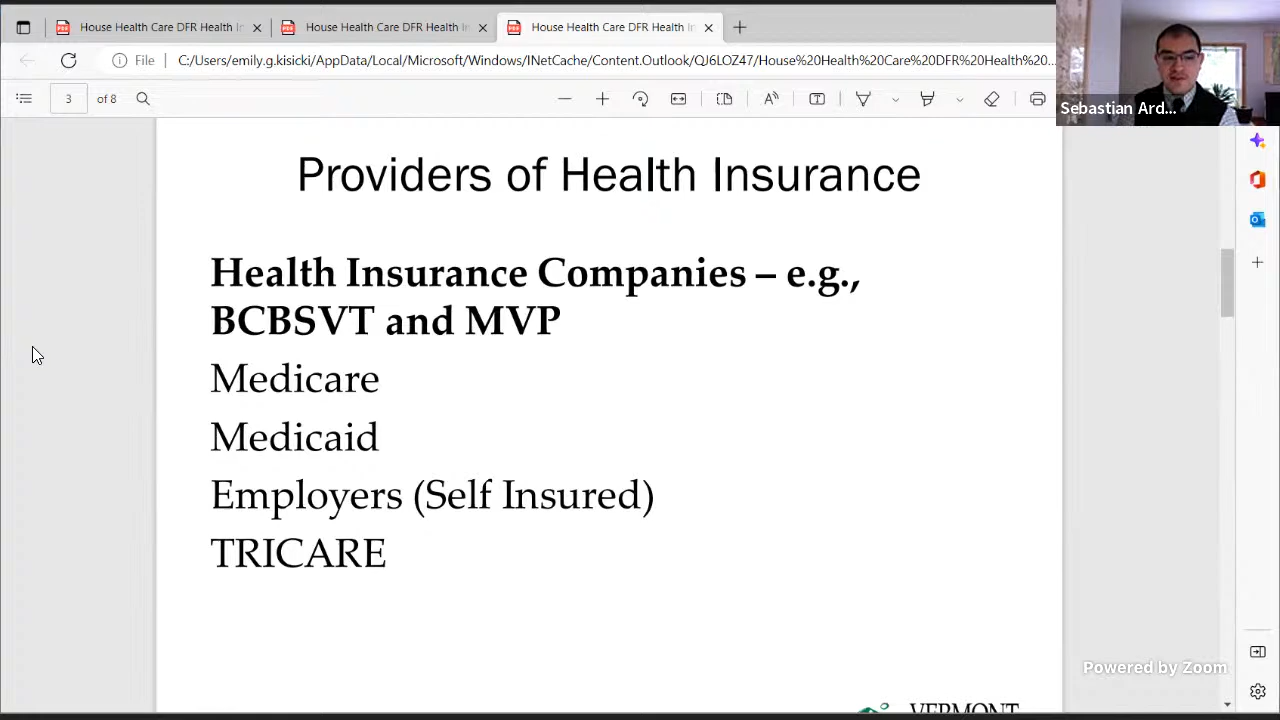 House Health Care DFR Health In
House Health Care DFR Health In
House Health Care DFR Health In
File
C:/Users/emily.g.kisicki/AppData/Local/Microsoft/Windows/INetCache/Content.Outlook/QJ6LOZ47/House%20Health%20Care%20DFR%20Health%20...
3 of 8
Sebastian Ard...
Providers of Health Insurance
Health Insurance Companies – e.g.,
BCBSVT and MVP
Medicare
Medicaid
Employers (Self Insured)
TRICARE
Powered by Zoom
VERMONT